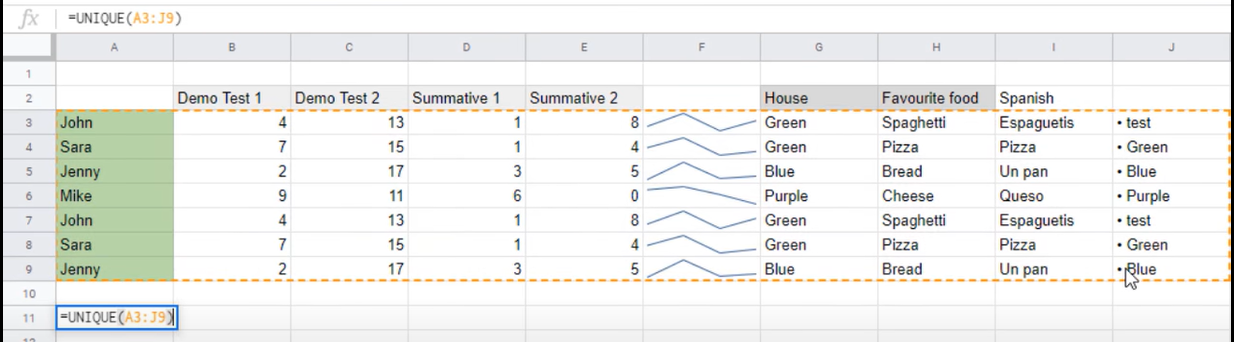 fx =UNIQUE(A3:J9)
A B C D E F G H I J
1
2 Demo Test 1 Demo Test 2 Summative 1 Summative 2 House Favourite food Spanish
3 John 4 13 1 8 Green Spaghetti Espaguetis • test
4 Sara 7 15 1 4 Green Pizza Pizza • Green
5 Jenny 2 17 3 5 Blue Bread Un pan • Blue
6 Mike 9 11 6 0 Purple Cheese Queso • Purple
7 John 4 13 1 8 Green Spaghetti Espaguetis • test
8 Sara 7 15 1 4 Green Pizza Pizza • Green
9 Jenny 2 17 3 5 Blue Bread Un pan • Blue
10
11 =UNIQUE(A3:J9)
12